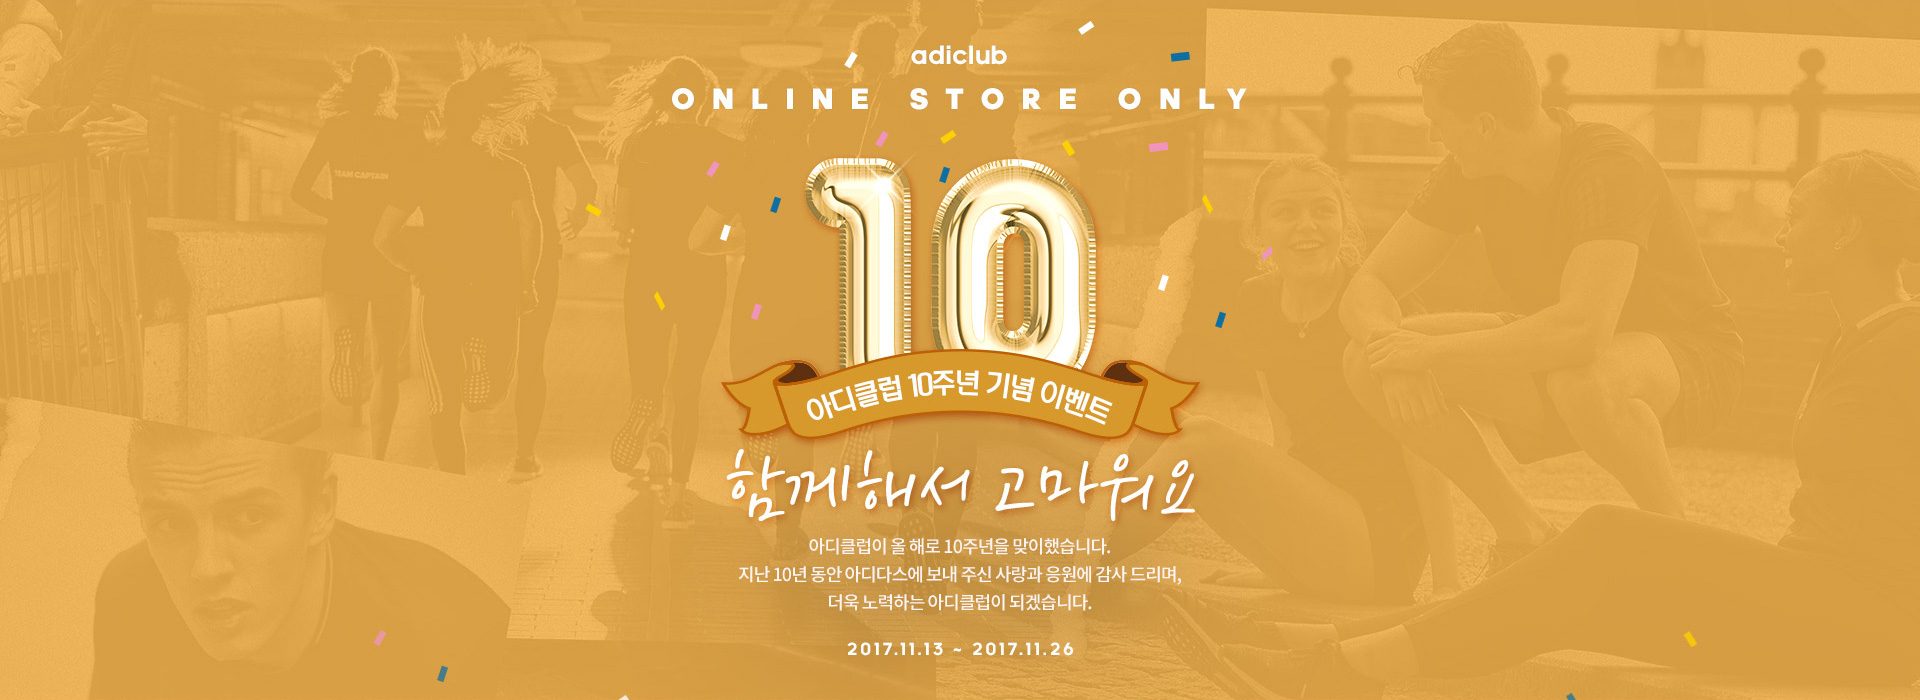 adiclub
ONLINE STORE ONLY
TEAM CAPTAIN
10
아디클럽 10주년 기념 이벤트
함께해서 고마워요
아디클럽이 올 해로 10주년을 맞이했습니다.
지난 10년 동안 아디다스에 보내 주신 사랑과 응원에 감사 드리며,
더욱 노력하는 아디클럽이 되겠습니다.
2017.11.13 ~ 2017.11.26